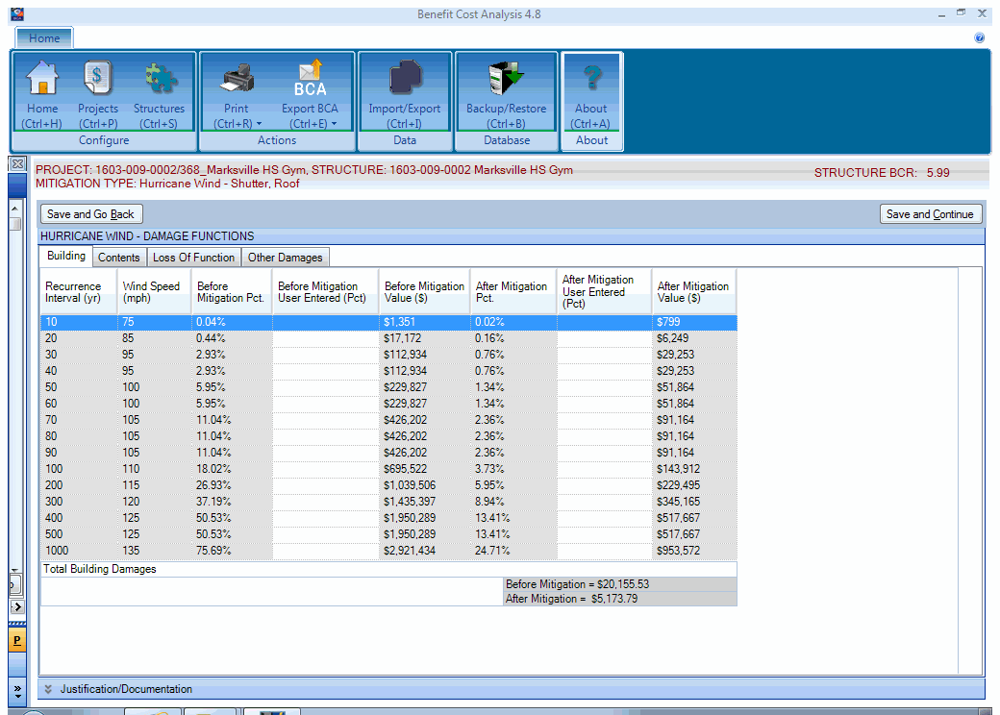 Benefit Cost Analysis 4.8
Home
Home Projects Structures Print Export BCA Import/Export Backup/Restore About
(Ctrl+H) (Ctrl+P) (Ctrl+S) (Ctrl+R) (Ctrl+E) (Ctrl+I) (Ctrl+B) (Ctrl+A)
BCA
Configure Actions Data Database About
PROJECT: 1603-009-0002/368_Marksville HS Gym, STRUCTURE: 1603-009-0002 Marksville HS Gym
MITIGATION TYPE: Hurricane Wind - Shutter, Roof
STRUCTURE BCR: 5.99
Save and Go Back Save and Continue
HURRICANE WIND - DAMAGE FUNCTIONS
Building Contents Loss Of Function Other Damages
Recurrence Interval (yr) Wind Speed (mph) Before Mitigation Pct. Before Mitigation User Entered (Pct) Before Mitigation Value ($) After Mitigation Pct. After Mitigation User Entered (Pct) After Mitigation Value ($)
10 75 0.04% $1,351 0.02% $799
20 85 0.44% $17,172 0.16% $6,249
30 95 2.93% $112,934 0.76% $29,253
40 95 2.93% $112,934 0.76% $29,253
50 100 5.95% $229,827 1.34% $51,864
60 100 5.95% $229,827 1.34% $51,864
70 105 11.04% $426,202 2.36% $91,164
80 105 11.04% $426,202 2.36% $91,164
90 105 11.04% $426,202 2.36% $91,164
100 110 18.02% $695,522 3.73% $143,912
200 115 26.93% $1,039,506 5.95% $229,495
300 120 37.19% $1,435,397 8.94% $345,165
400 125 50.53% $1,950,289 13.41% $517,667
500 125 50.53% $1,950,289 13.41% $517,667
1000 135 75.69% $2,921,434 24.71% $953,572
Total Building Damages
Before Mitigation = $20,155.53
After Mitigation = $5,173.79
P
Justification/Documentation